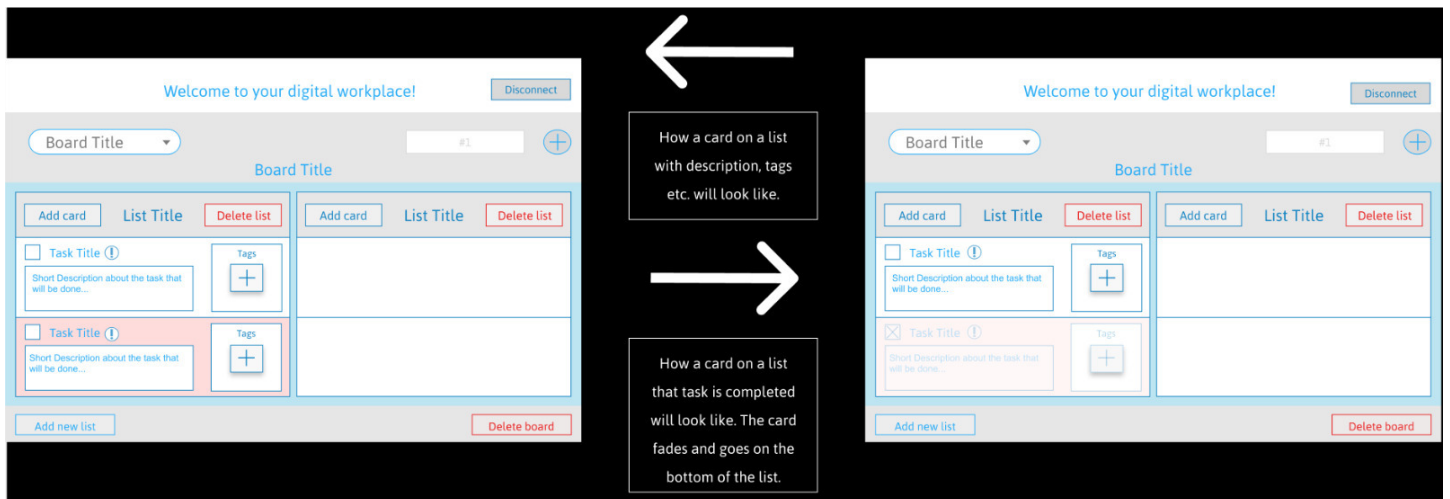 Welcome to your digital workplace!
Disconnect
Board Title
#1
Board Title
Add card
List Title
Delete list
Add card
List Title
Delete list
Task Title
Tags
Short Description about the task that
will be done...
Task Title
Tags
Short Description about the task that
will be done...
Add new list
Delete board
How a card on a list
with description, tags
etc. will look like.
How a card on a list
that task is completed
will look like. The card
fades and goes on the
bottom of the list.
Welcome to your digital workplace!
Disconnect
Board Title
#1
Board Title
Add card
List Title
Delete list
Add card
List Title
Delete list
Task Title
Tags
Short Description about the task that
will be done...
Task Title
Tags
Short Description about the task that
will be done...
Add new list
Delete board